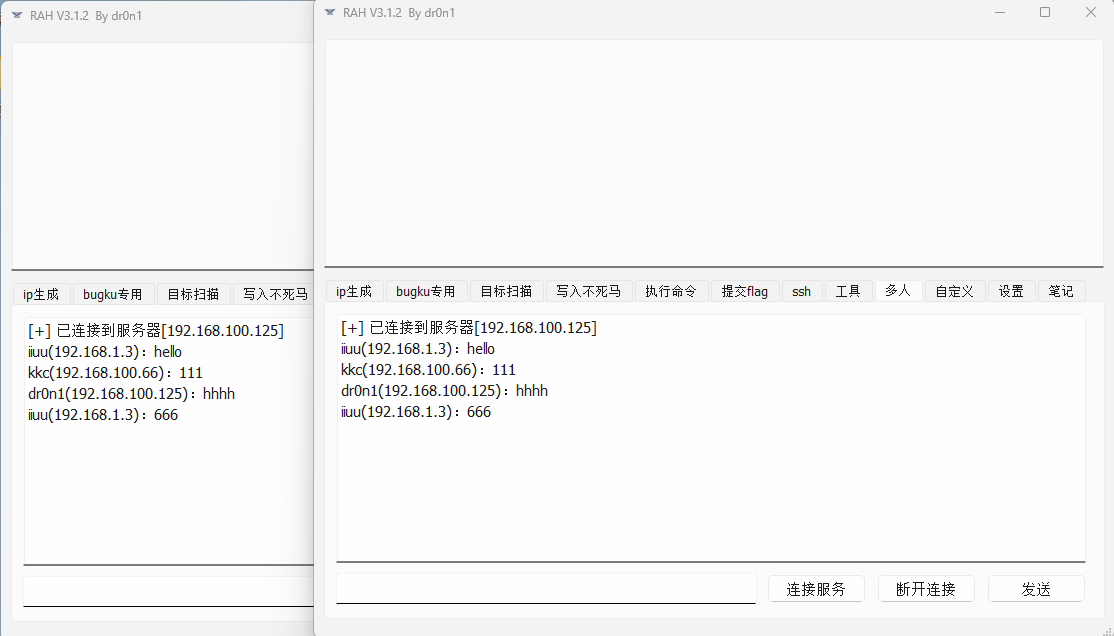 RAH V3.1.2  By dr0n1
ip生成 bugku专用 目标扫描 写入不死马
[+] 已连接到服务器[192.168.100.125]
iiuu(192.168.1.3)：hello
kkc(192.168.100.66)：111
dr0n1(192.168.100.125)：hhhh
iiuu(192.168.1.3)：666
RAH V3.1.2  By dr0n1
ip生成 bugku专用 目标扫描 写入不死马 执行命令 提交flag ssh 工具 多人 自定义 设置 笔记
[+] 已连接到服务器[192.168.100.125]
iiuu(192.168.1.3)：hello
kkc(192.168.100.66)：111
dr0n1(192.168.100.125)：hhhh
iiuu(192.168.1.3)：666
连接服务 断开连接 发送